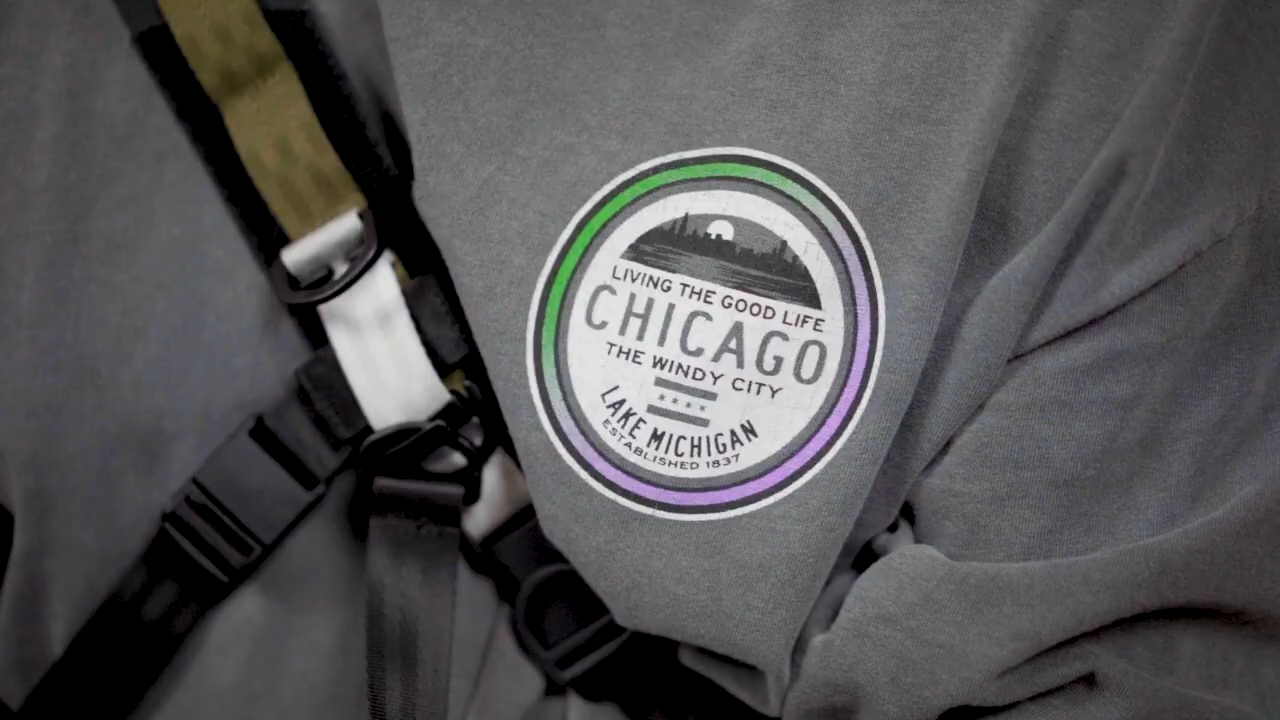 LIVING THE GOOD LIFE
CHICAGO
THE WINDY CITY
LAKE MICHIGAN
ESTABLISHED 1837